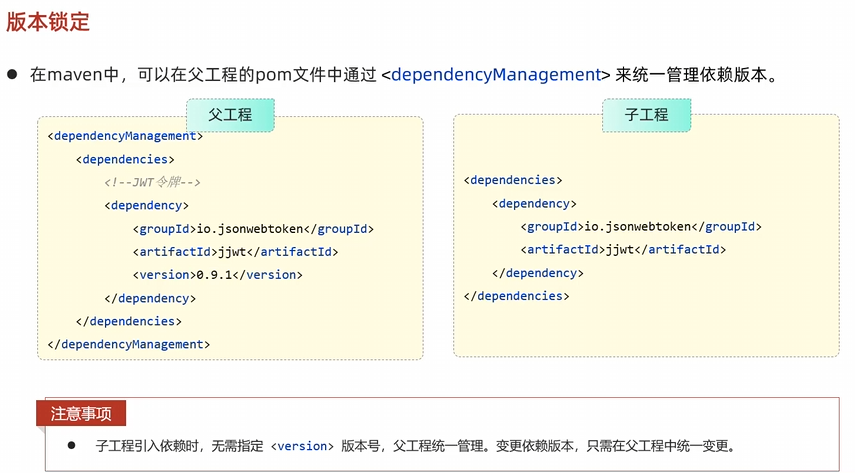 版本锁定
● 在maven中，可以在父工程的pom文件中通过 <dependencyManagement> 来统一管理依赖版本。
父工程
<dependencyManagement>
<dependencies>
<!--JWT令牌-->
<dependency>
<groupId>io.jsonwebtoken</groupId>
<artifactId>jjwt</artifactId>
<version>0.9.1</version>
</dependency>
</dependencies>
</dependencyManagement>
子工程
<dependencies>
<dependency>
<groupId>io.jsonwebtoken</groupId>
<artifactId>jjwt</artifactId>
</dependency>
</dependencies>
注意事项
● 子工程引入依赖时，无需指定 <version> 版本号，父工程统一管理。变更依赖版本，只需在父工程中统一变更。